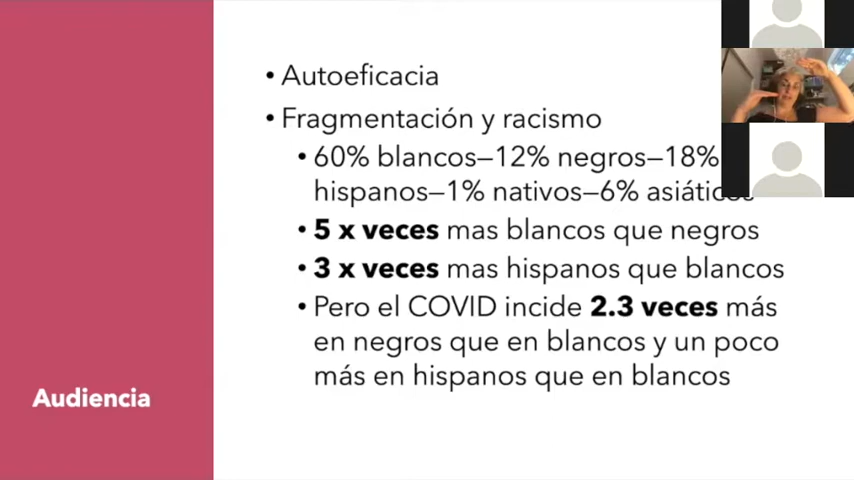 • Autoeficacia
• Fragmentación y racismo
• 60% blancos—12% negros—18%
hispanos—1% nativos—6% asiáticos
• 5 x veces mas blancos que negros
• 3 x veces mas hispanos que blancos
• Pero el COVID incide 2.3 veces más
en negros que en blancos y un poco
más en hispanos que en blancos
Audiencia